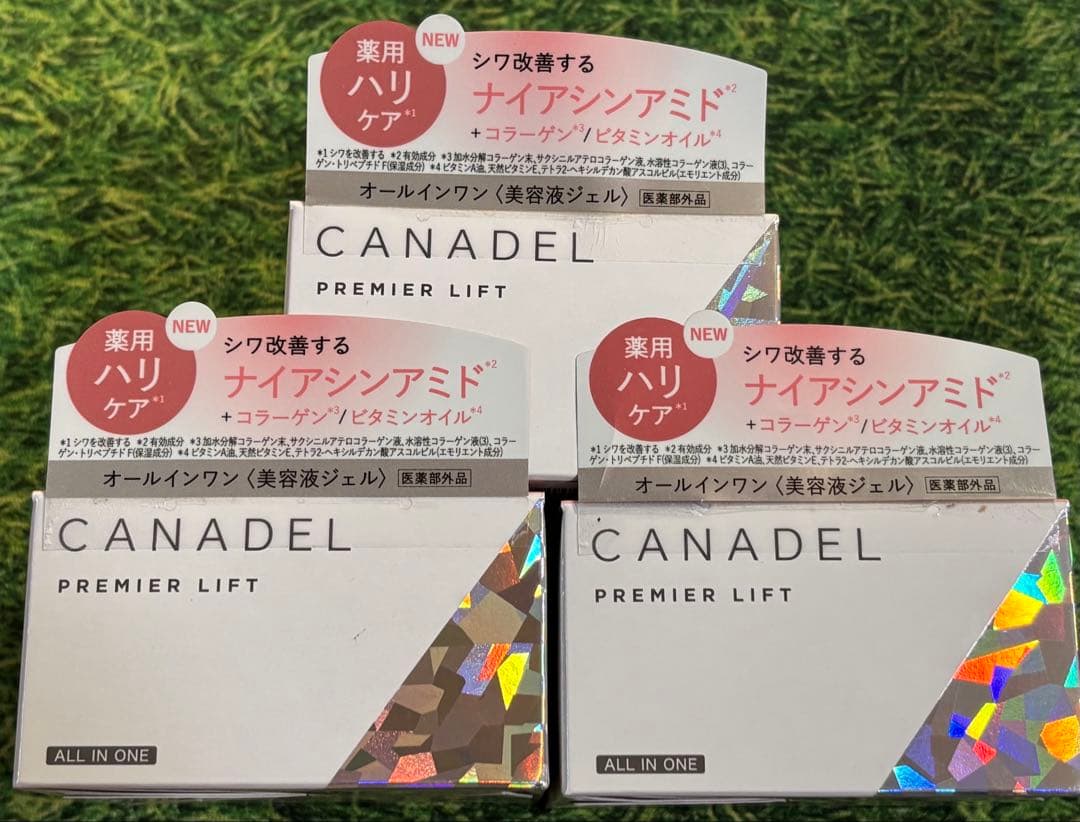 薬用
ハリ
ケア*1
NEW
シワ改善する
ナイアシンアミド*2
+コラーゲン*3/ビタミンオイル*4
*1 シワを改善する *2 有効成分 *3 加水分解コラーゲン末、サクシニルアテロコラーゲン液、水溶性コラーゲン液(3)、コラー
ゲン・トリペプチド F(保湿成分) *4 ビタミンA油、天然ビタミンE、テトラ2-ヘキシルデカン酸アスコルビル(エモリエント成分)
オールインワン〈美容液ジェル〉 医薬部外品
CANADEL
PREMIER LIFT
薬用
ハリ
ケア*1
NEW
シワ改善する
ナイアシンアミド*2
+コラーゲン*3/ビタミンオイル*4
*1 シワを改善する *2 有効成分 *3 加水分解コラーゲン末、サクシニルアテロコラーゲン液、水溶性コラーゲン液(3)、コラー
ゲン・トリペプチド F(保湿成分) *4 ビタミンA油、天然ビタミンE、テトラ2-ヘキシルデカン酸アスコルビル(エモリエント成分)
オールインワン〈美容液ジェル〉 医薬部外品
CANADEL
PREMIER LIFT
ALL IN ONE
薬用
ハリ
ケア*1
NEW
シワ改善する
ナイアシンアミド*2
+コラーゲン*3/ビタミンオイル*4
*1 シワを改善する *2 有効成分 *3 加水分解コラーゲン末、サクシニルアテロコラーゲン液、水溶性コラーゲン液(3)、コラー
ゲン・トリペプチド F(保湿成分) *4 ビタミンA油、天然ビタミンE、テトラ2-ヘキシルデカン酸アスコルビル(エモリエント成分)
オールインワン〈美容液ジェル〉 医薬部外品
CANADEL
PREMIER LIFT
ALL IN ONE